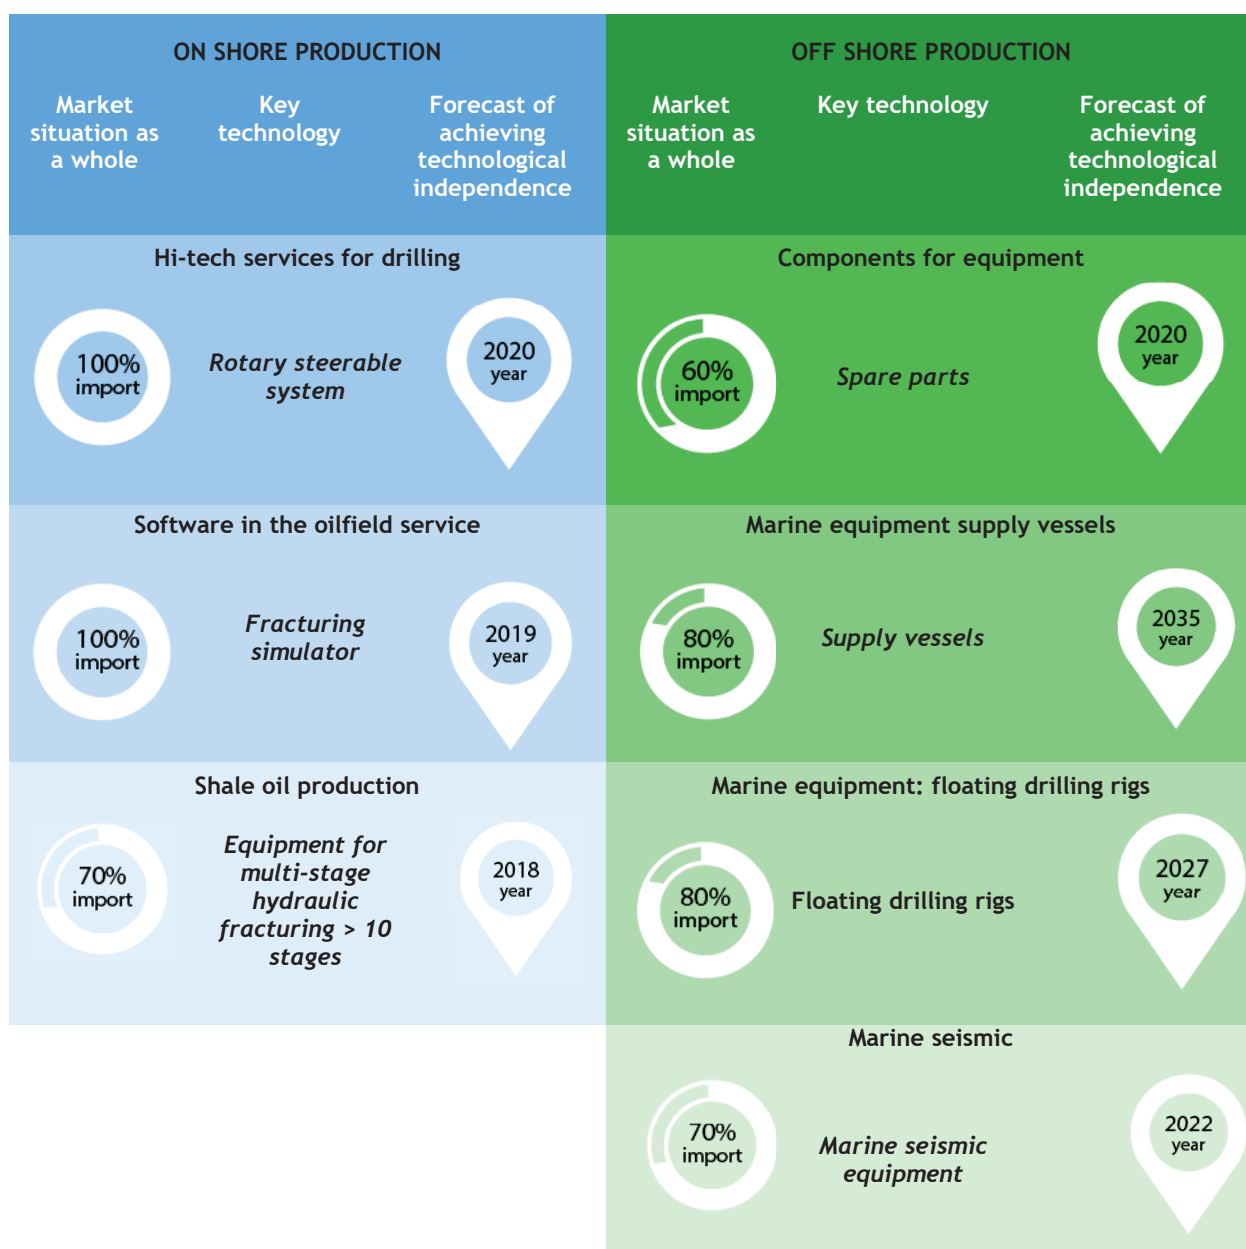 ON SHORE PRODUCTION
Market
situation as
a whole
Key
technology
Forecast of
achieving
technological
independence
Hi-tech services for drilling
100%
import
Rotary steerable
system
2020
year
Software in the oilfield service
100%
import
Fracturing
simulator
2019
year
Shale oil production
70%
import
Equipment for
multi-stage
hydraulic
fracturing > 10
stages
2018
year
OFF SHORE PRODUCTION
Market
situation as
a whole
Key technology
Forecast of
achieving
technological
independence
Components for equipment
60%
import
Spare parts
2020
year
Marine equipment supply vessels
80%
import
Supply vessels
2035
year
Marine equipment: floating drilling rigs
80%
import
Floating drilling rigs
2027
year
Marine seismic
70%
import
Marine seismic
equipment
2022
year